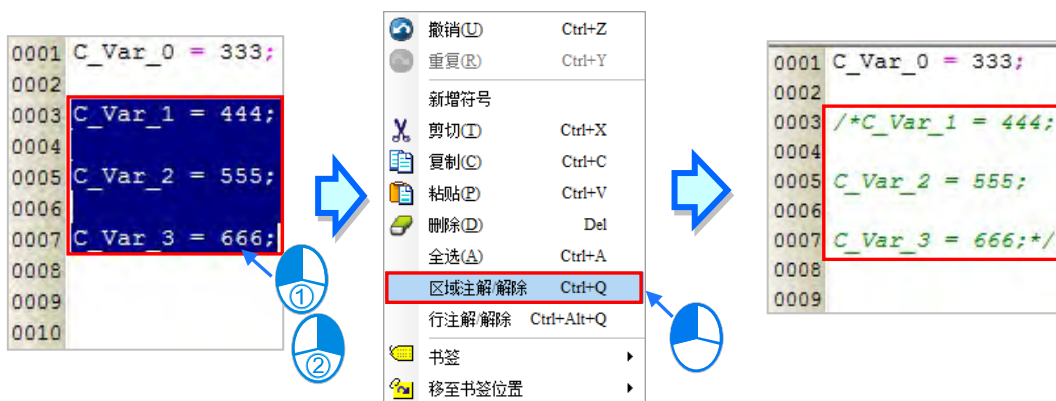 0001 C_Var_0 = 333;
0002
0003 C_Var_1 = 444;
0004
0005 C_Var_2 = 555;
0006
0007 C_Var_3 = 666;
0008
0009
0010
①
②
撤销(U) Ctrl+Z
重复(R) Ctrl+Y
新增符号
剪切(T) Ctrl+X
复制(C) Ctrl+C
粘贴(P) Ctrl+V
删除(D) Del
全选(A) Ctrl+A
区域注解/解除 Ctrl+Q
行注解/解除 Ctrl+Alt+Q
书签
移至书签位置
0001 C_Var_0 = 333;
0002
0003 /*C_Var_1 = 444;
0004
0005 C_Var_2 = 555;
0006
0007 C_Var_3 = 666;*/
0008
0009